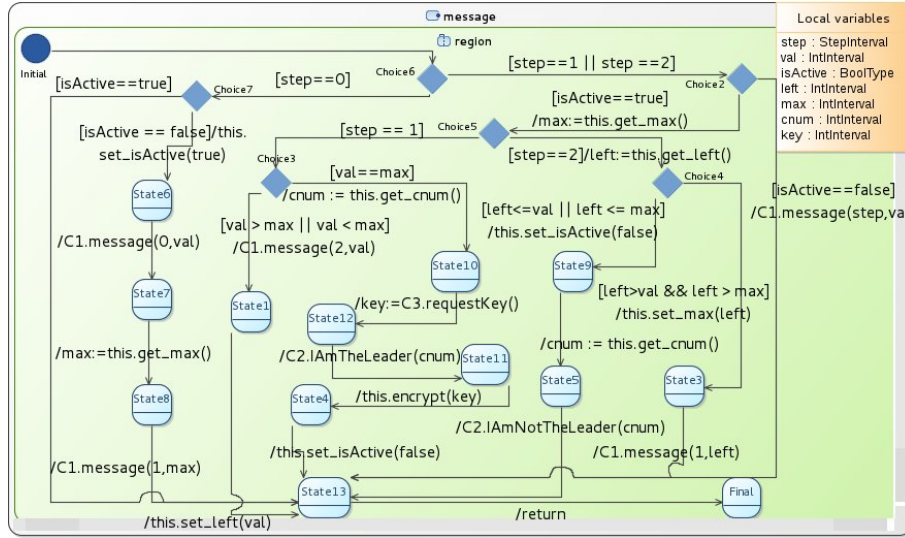 message
region
Local variables
step : StepInterval
val : IntInterval
isActive : BoolType
left : IntInterval
max : IntInterval
cnum : IntInterval
key : IntInterval
Initial
Choice6
[step==0]
[step==1 || step ==2]
Choice2
[isActive==true]
Choice7
[isActive==true]
/max:=this.get_max()
[isActive == false]/this.
set_isActive(true)
[step == 1]
Choice5
[step==2]/left:=this.get_left()
Choice3
Choice4
[val==max]
/cnum := this.get_cnum()
[isActive==false]
/C1.message(step,va
State6
[val > max || val < max]
/C1.message(2,val)
[left<=val || left <= max]
/this.set_isActive(false)
/C1.message(0,val)
State10
State9
State7
State1
[left>val && left > max]
/this.set_max(left)
/key:=C3.requestKey()
State12
/max:=this.get_max()
/C2.IAmTheLeader(cnum)
State11
/cnum := this.get_cnum()
State8
State4
/this.encrypt(key)
State5
State3
/C2.IAmNotTheLeader(cnum)
/C1.message(1,max)
/this.set_isActive(false)
/C1.message(1,left)
State13
Final
/this.set_left(val)
/return